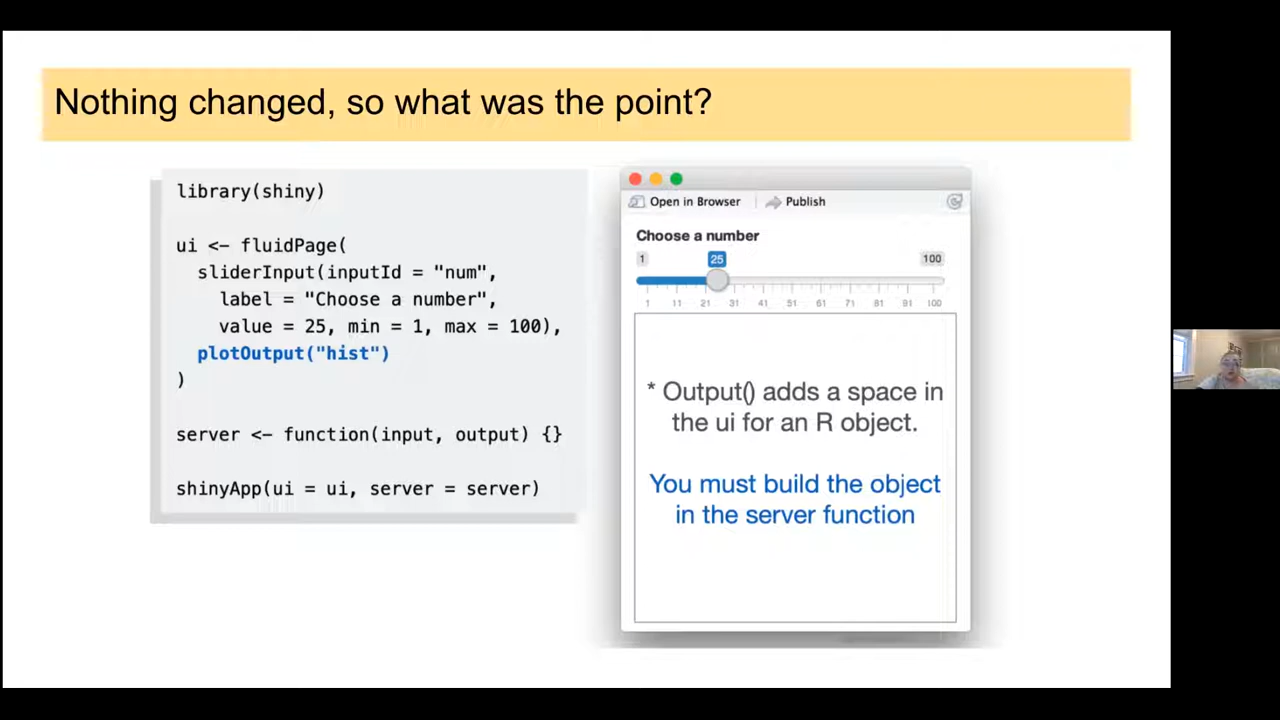 Nothing changed, so what was the point?
library(shiny)
ui <- fluidPage(
sliderInput(inputId = "num",
label = "Choose a number",
value = 25, min = 1, max = 100),
plotOutput("hist")
)
server <- function(input, output) {}
shinyApp(ui = ui, server = server)
Open in Browser Publish
Choose a number
1 25 100
1 11 21 31 41 51 61 71 81 91 100
* Output() adds a space in
the ui for an R object.
You must build the object
in the server function